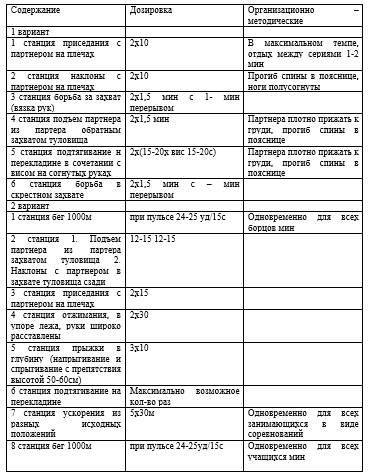 Содержание Дозировка Организационно – методические
1 вариант
1 станция приседания с партнером на плечах 2х10 В максимальном темпе, отдых между сериями 1-2 мин
2 станция наклоны с партнером на плечах 2х10 Прогиб спины в пояснице, ноги полусогнуты
3 станция борьба за захват (вязка рук) 2х1,5 мин с 1- мин перерывом
4 станция подъем партнера из партера обратным захватом туловища 2х1,5 мин Партнера плотно прижать к груди, прогиб спины в пояснице
5 станция подтягивание н перекладине в сочетании с висом на согнутых руках 2х(15-20х вис 15-20с) Партнера плотно прижать к груди, прогиб спины в пояснице
6 станция борьба в скрестном захвате 2х1,5 мин с – мин перерывом
2 вариант
1 станция бег 1000м при пульсе 24-25 уд/15с Одновременно для всех борцов мин
2 станция 1. Подъем партнера из партера захватом туловища 2. Наклоны с партнером в захвате туловища сзади 12-15 12-15
3 станция приседания с партнером на плечах 2х15
4 станция отжимания, в упоре лежа, руки широко расставлены 2х30
5 станция прыжки в глубину (напрыгивание и спрыгивание с препятствия высотой 50-60см) 3х10
6 станция подтягивание на перекладине Максимально возможное кол-во раз
7 станция ускорения из разных исходных положений 5х30м Одновременно для всех занимающихся в виде соревнований
8 станция бег 1000м при пульсе 24-25уд/15с Одновременно для всех учащихся мин